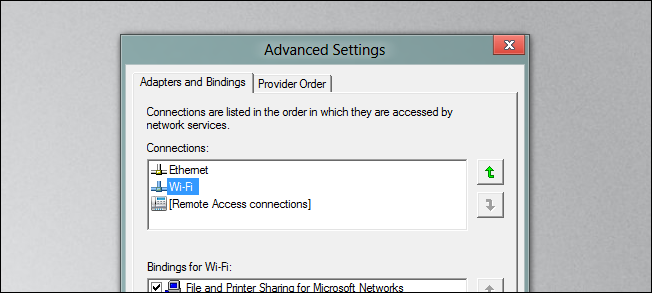 Advanced Settings
Adapters and Bindings
Provider Order
Connections are listed in the order in which they are accessed by
network services.
Connections:
Ethernet
Wi-Fi
[Remote Access connections]
Bindings for Wi-Fi:
File and Printer Sharing for Microsoft Networks